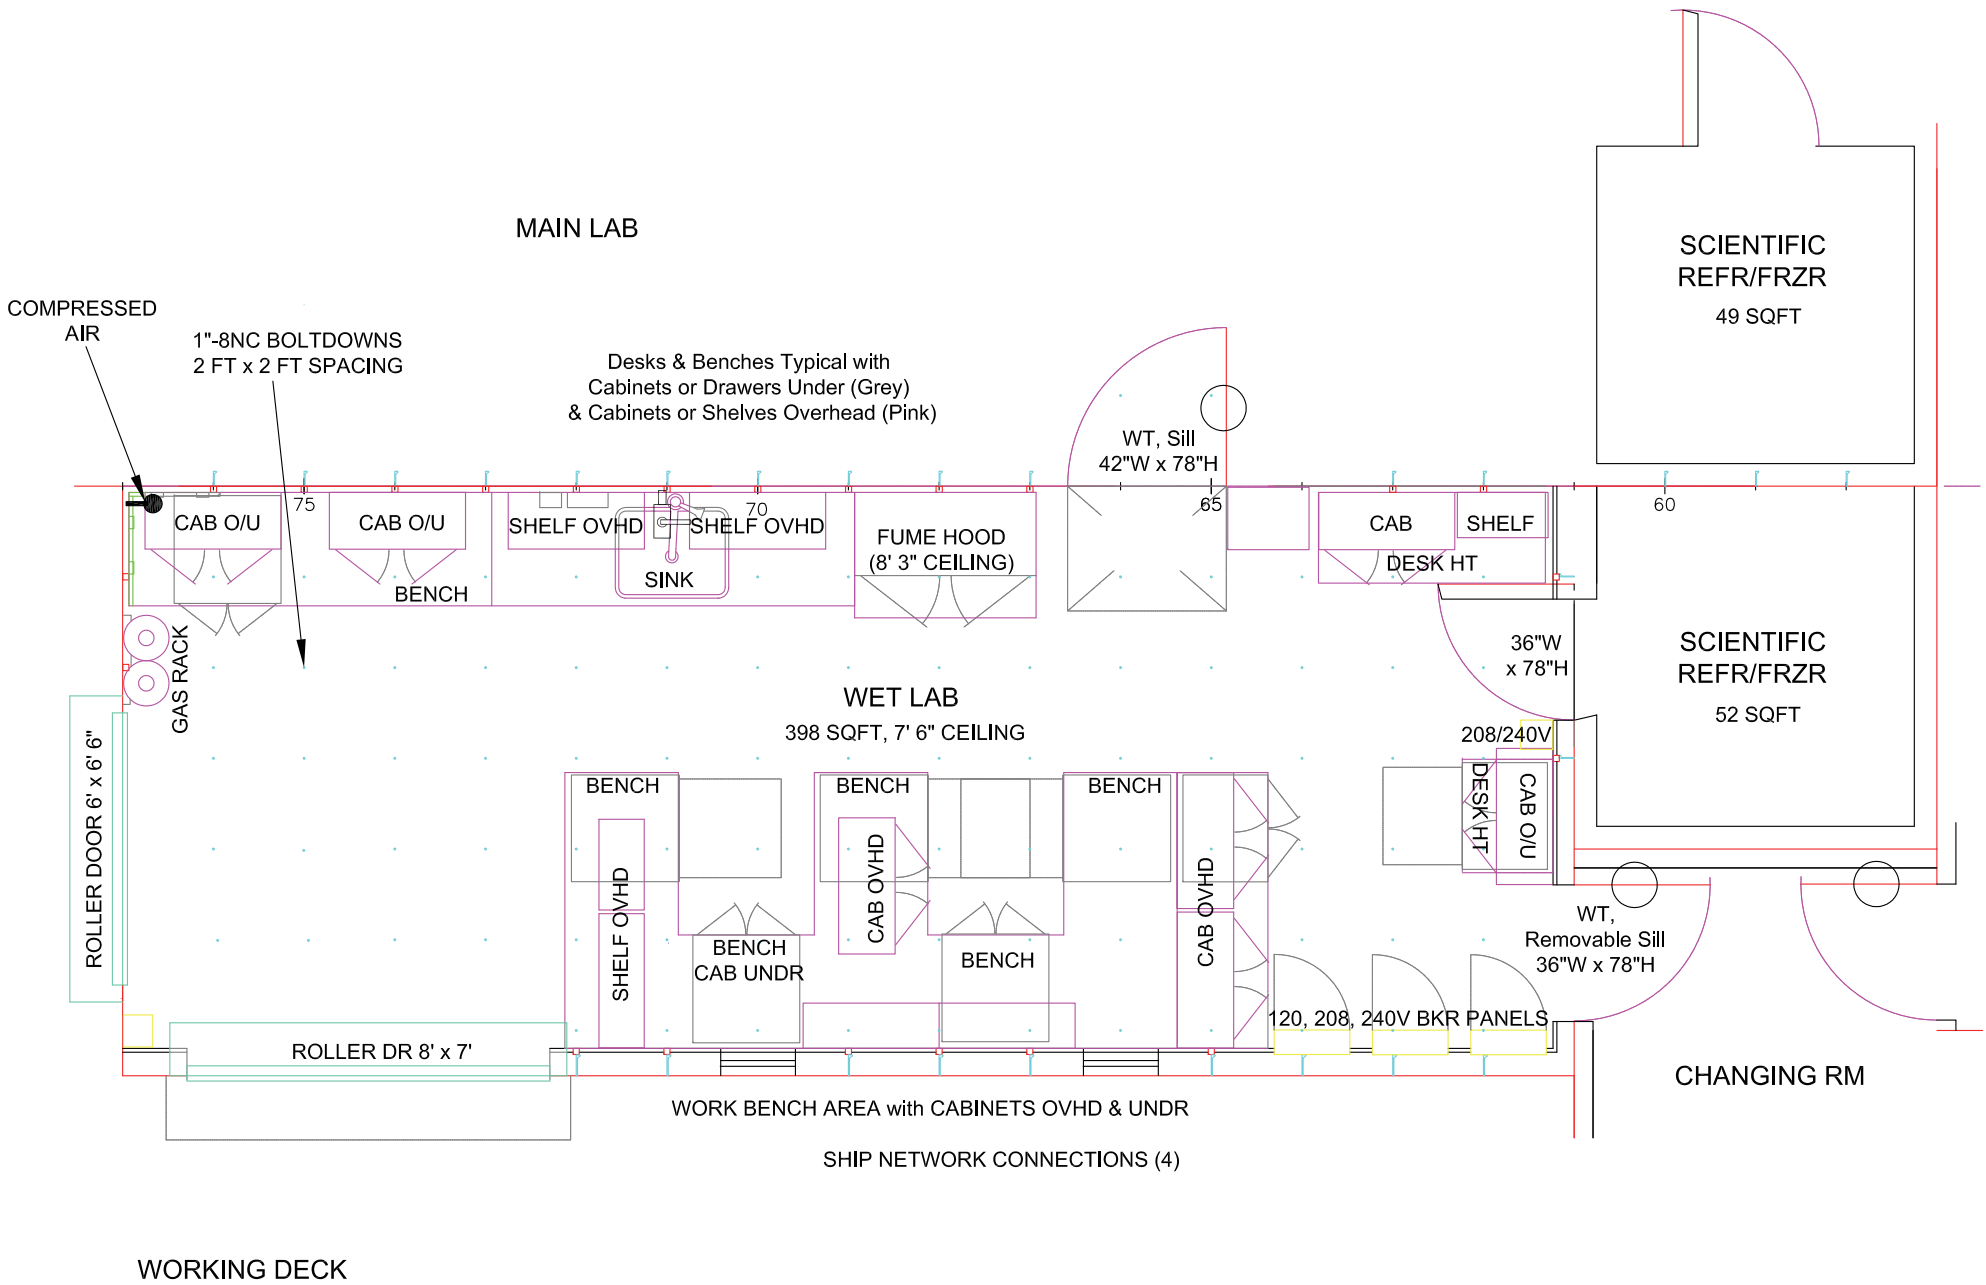 MAIN LAB
SCIENTIFIC
REFR/FRZR
49 SQFT
COMPRESSED
AIR
1"-8NC BOLTDOWNS
2 FT x 2 FT SPACING
Desks & Benches Typical with
Cabinets or Drawers Under (Grey)
& Cabinets or Shelves Overhead (Pink)
WT, Sill
42"W x 78"H
75
70
65
60
CAB O/U
CAB O/U
SHELF OVHD
SHELF OVHD
SINK
BENCH
FUME HOOD
(8' 3" CEILING)
CAB
SHELF
DESK HT
GAS RACK
36"W
x 78"H
SCIENTIFIC
REFR/FRZR
52 SQFT
WET LAB
398 SQFT, 7' 6" CEILING
208/240V
DESK HT
CAB O/U
ROLLER DOOR 6' x 6' 6"
BENCH
BENCH
BENCH
SHELF OVHD
CAB OVHD
CAB OVHD
BENCH
CAB UNDR
BENCH
WT,
Removable Sill
36"W x 78"H
120, 208, 240V BKR PANELS
ROLLER DR 8' x 7'
CHANGING RM
WORK BENCH AREA with CABINETS OVHD & UNDR
SHIP NETWORK CONNECTIONS (4)
WORKING DECK